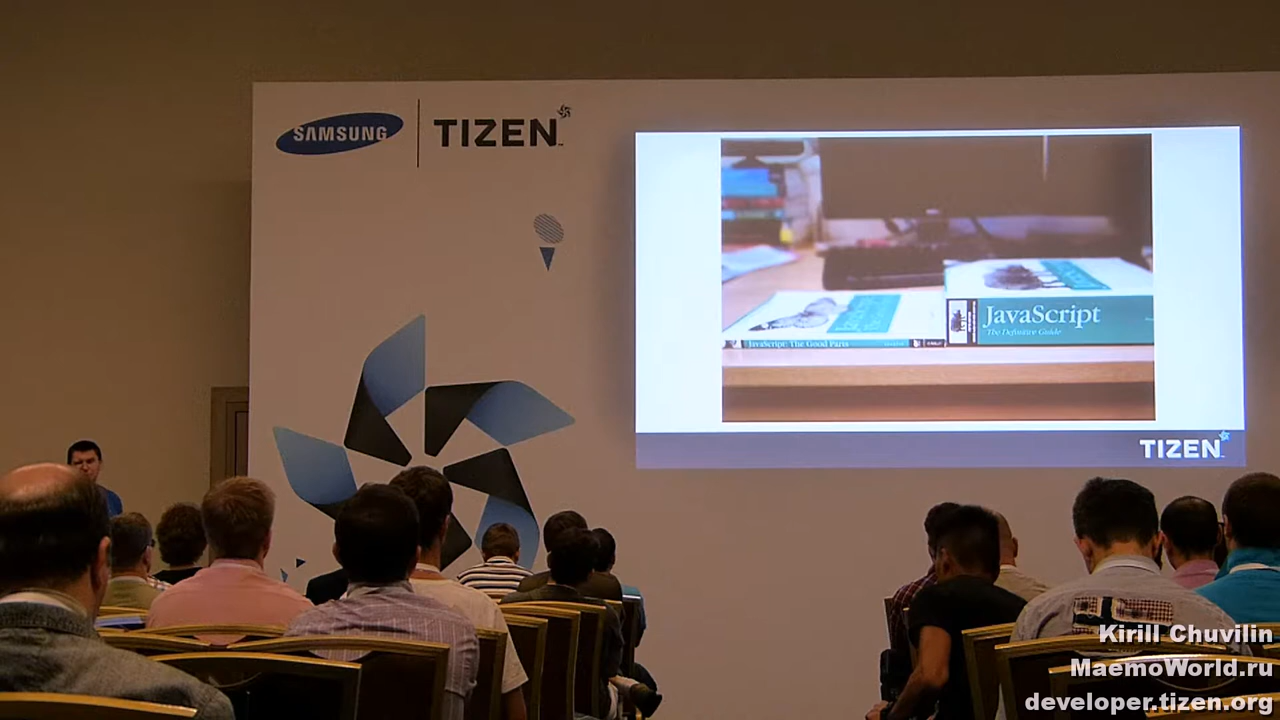 SAMSUNG
TIZEN
JavaScript
The Definitive Guide
JavaScript: The Good Parts
TIZEN
Kirill Chuvilin
MaemoWorld.ru
developer.tizen.org